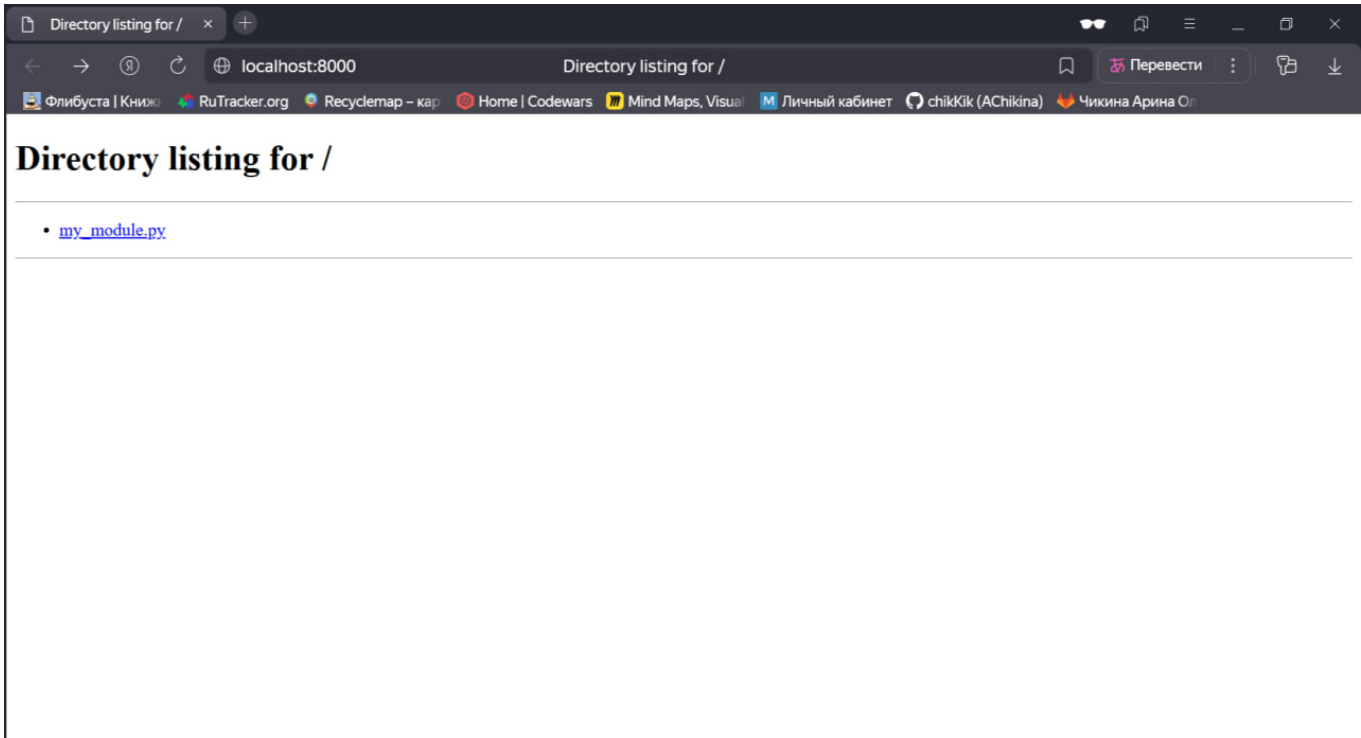 Directory listing for /
localhost:8000 Directory listing for / Перевести
Флибуста | Книж RuTracker.org Recyclemap – кар Home | Codewars Mind Maps, Visual Личный кабинет chikKik (AChikina) Чикина Арина Ол
Directory listing for /
my_module.py